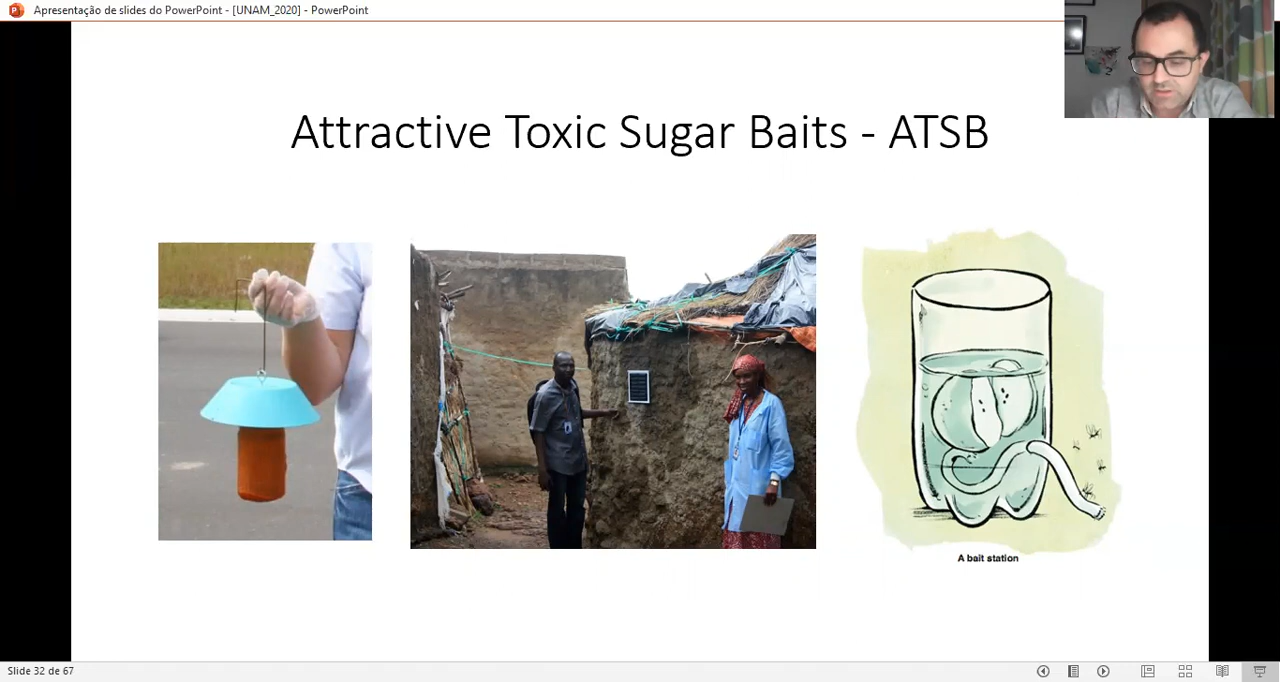 Apresentação de slides do PowerPoint - [UNAM_2020] - PowerPoint
Attractive Toxic Sugar Baits - ATSB
A bait station
Slide 32 de 67